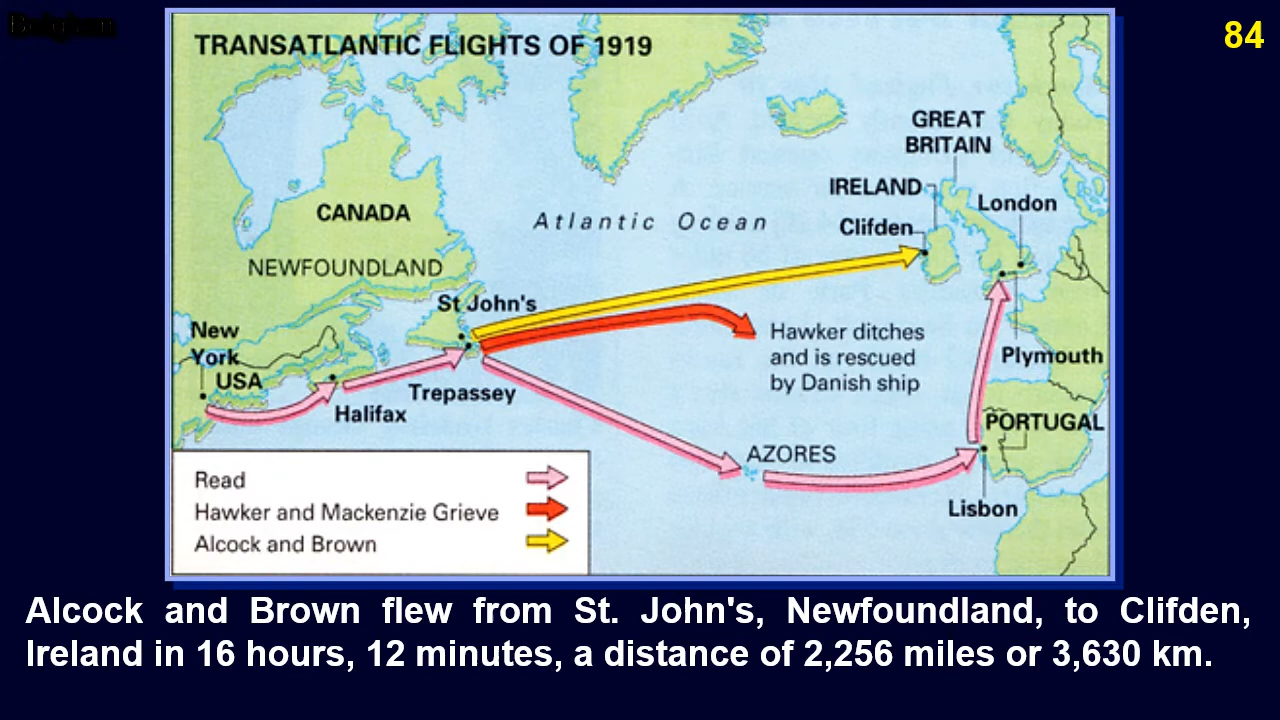 Belgium
84
TRANSATLANTIC FLIGHTS OF 1919
GREAT
BRITAIN
IRELAND
London
CANADA
Atlantic Ocean
Clifden
NEWFOUNDLAND
St John's
New
York
USA
Hawker ditches
and is rescued
by Danish ship
Plymouth
Trepassey
Halifax
PORTUGAL
AZORES
Lisbon
Read
Hawker and Mackenzie Grieve
Alcock and Brown
Alcock and Brown flew from St. John's, Newfoundland, to Clifden,
Ireland in 16 hours, 12 minutes, a distance of 2,256 miles or 3,630 km.